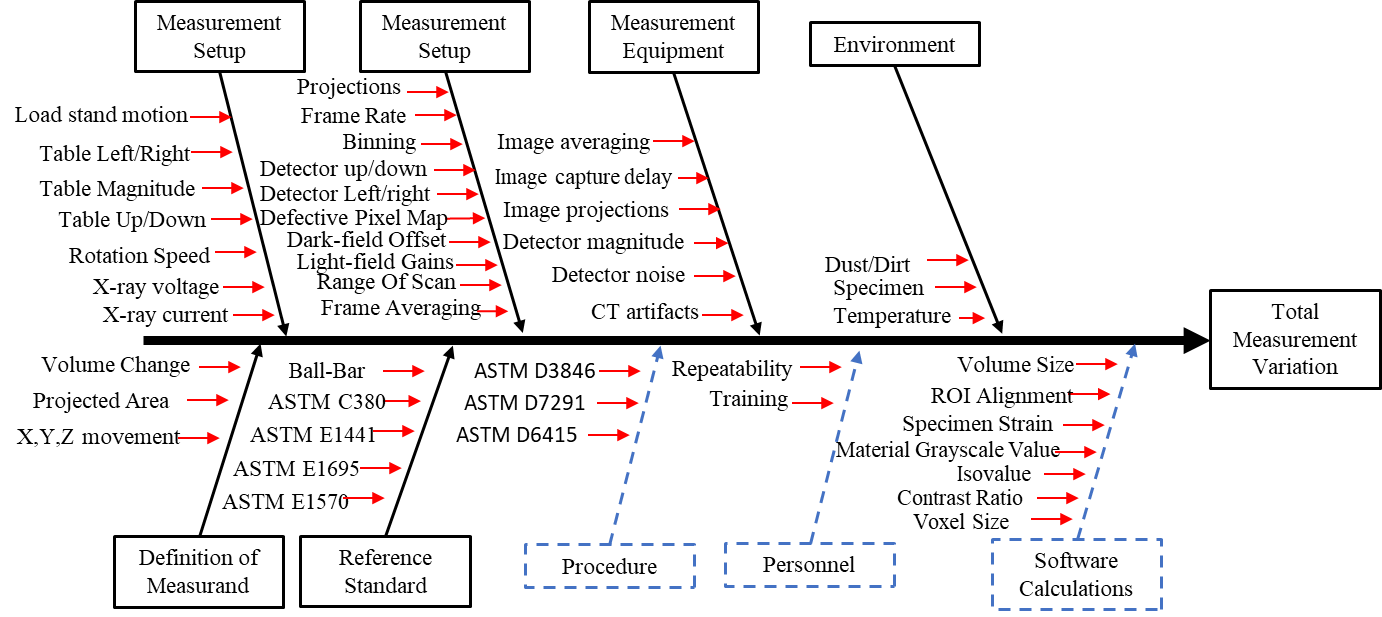 Measurement
Setup
Load stand motion
Table Left/Right
Table Magnitude
Table Up/Down
Rotation Speed
X-ray voltage
X-ray current
Measurement
Setup
Projections
Frame Rate
Binning
Detector up/down
Detector Left/right
Defective Pixel Map
Dark-field Offset
Light-field Gains
Range Of Scan
Frame Averaging
Measurement
Equipment
Image averaging
Image capture delay
Image projections
Detector magnitude
Detector noise
CT artifacts
Environment
Dust/Dirt
Specimen
Temperature
Total
Measurement
Variation
Volume Change
Projected Area
X,Y,Z movement
Definition of
Measurand
Ball-Bar
ASTM C380
ASTM E1441
ASTM E1695
ASTM E1570
Reference
Standard
ASTM D3846
ASTM D7291
ASTM D6415
Procedure
Repeatability
Training
Personnel
Volume Size
ROI Alignment
Specimen Strain
Material Grayscale Value
Isovalue
Contrast Ratio
Voxel Size
Software
Calculations